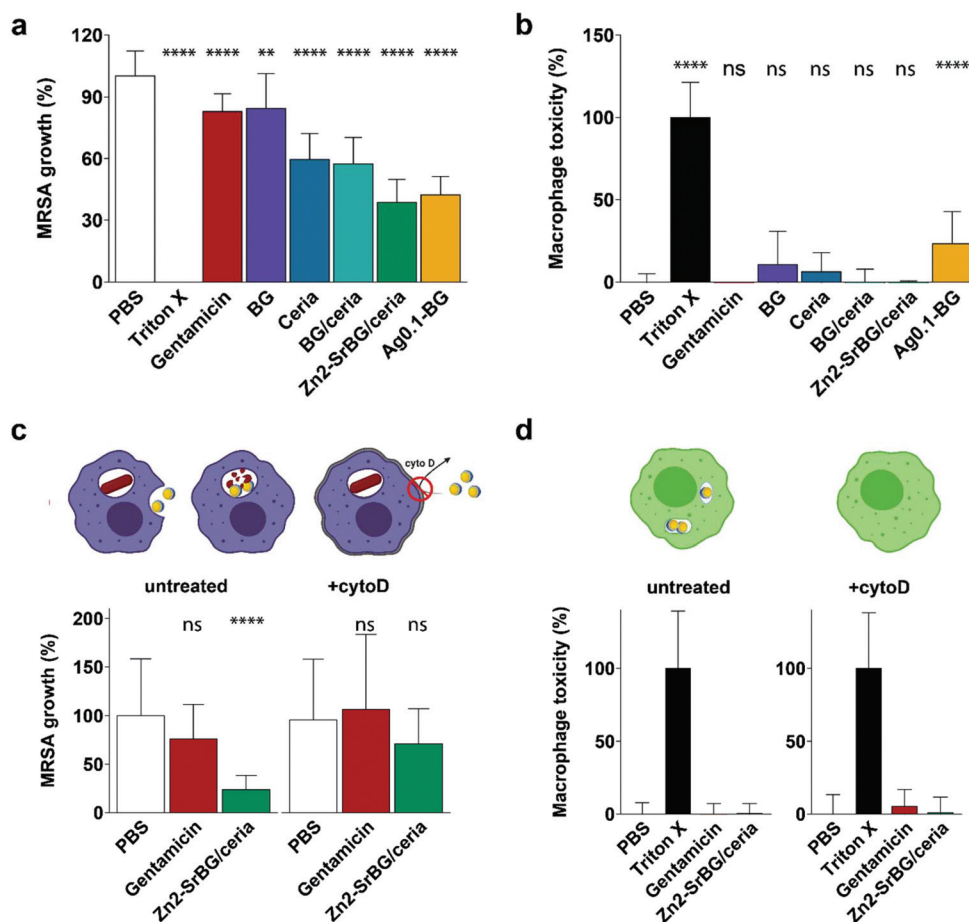 a
MRSA growth (%)
120
90
60
30
0
**** **** ** **** **** **** ****
PBS
Triton X
Gentamicin
BG
Ceria
BG/ceria
Zn2-SrBG/ceria
Ag0.1-BG
b
Macrophage toxicity (%)
150
100
50
0
**** ns ns ns ns ns ****
PBS
Triton X
Gentamicin
BG
Ceria
BG/ceria
Zn2-SrBG/ceria
Ag0.1-BG
c
cyto D
untreated
+cytoD
MRSA growth (%)
200
150
100
50
0
ns **** ns ns
PBS
Gentamicin
Zn2-SrBG/ceria
PBS
Gentamicin
Zn2-SrBG/ceria
d
untreated
+cytoD
Macrophage toxicity (%)
100
50
0
PBS
Triton X
Gentamicin
Zn2-SrBG/ceria
100
50
0
PBS
Triton X
Gentamicin
Zn2-SrBG/ceria